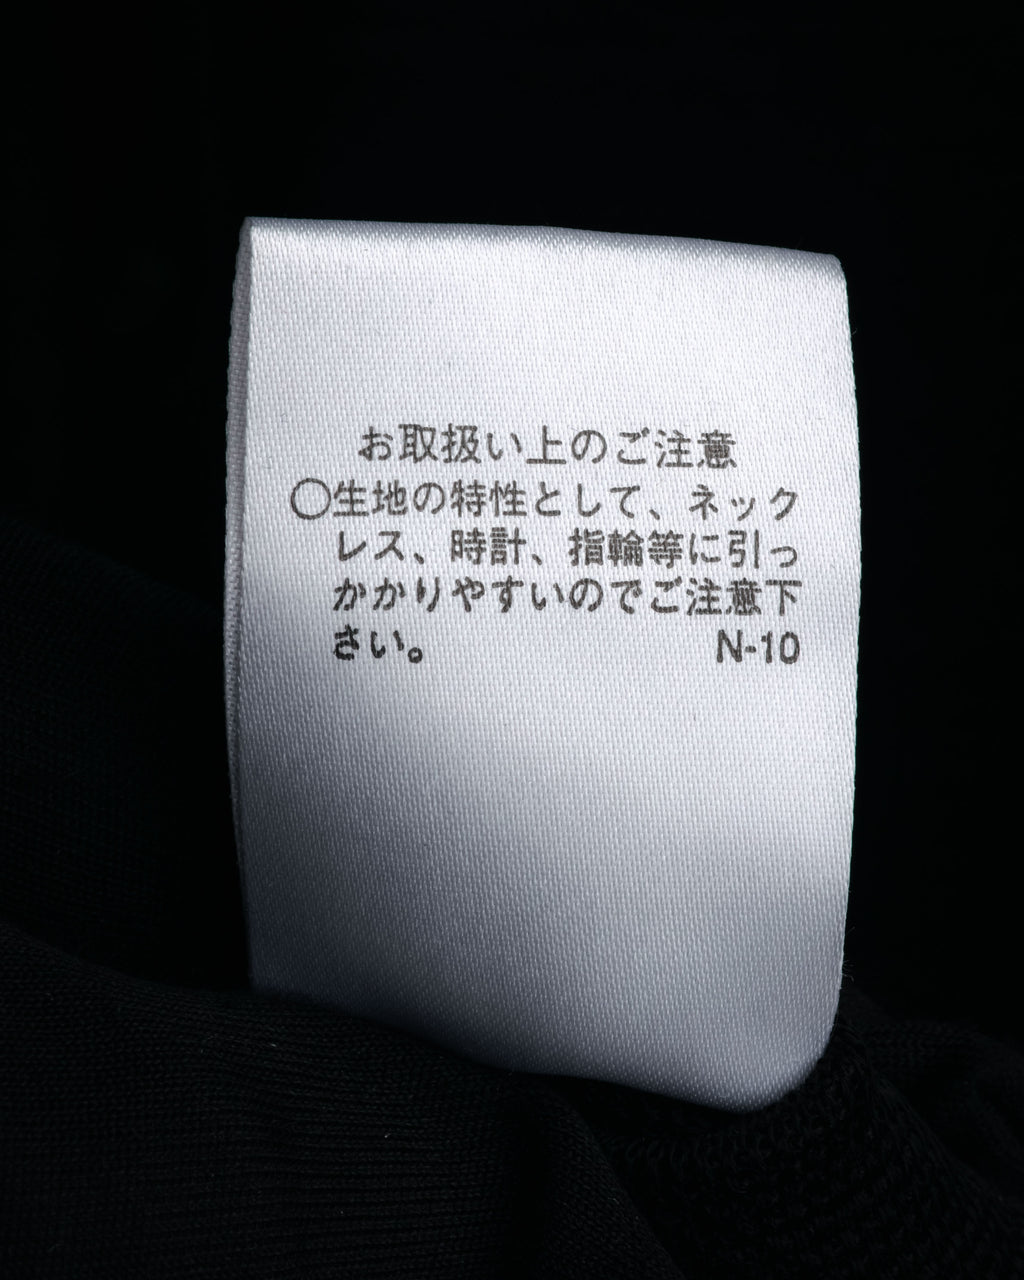 お取扱い上のご注意
○生地の特性として、ネック
レス、時計、指輪等に引っ
かかりやすいのでご注意下
さい。 N-10